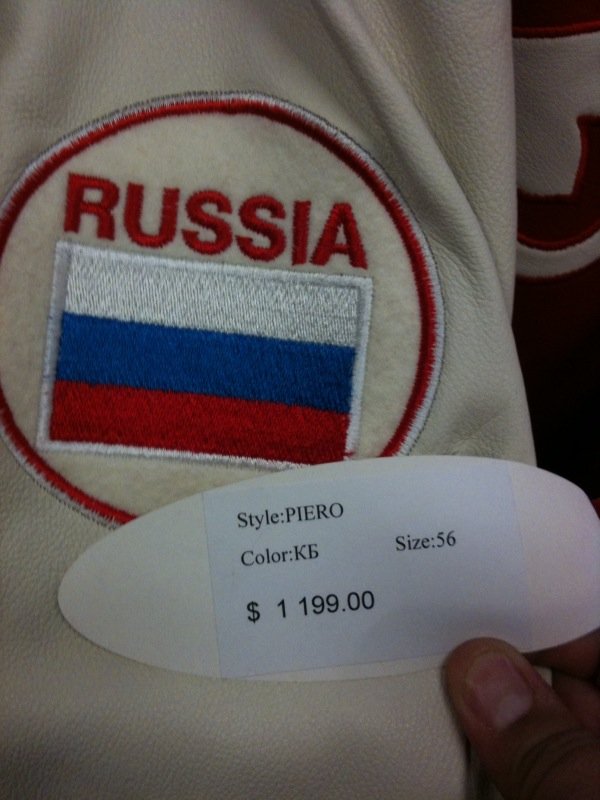 RUSSIA
Style:PIERO
Color:КБ
Size:56
$ 1 199.00